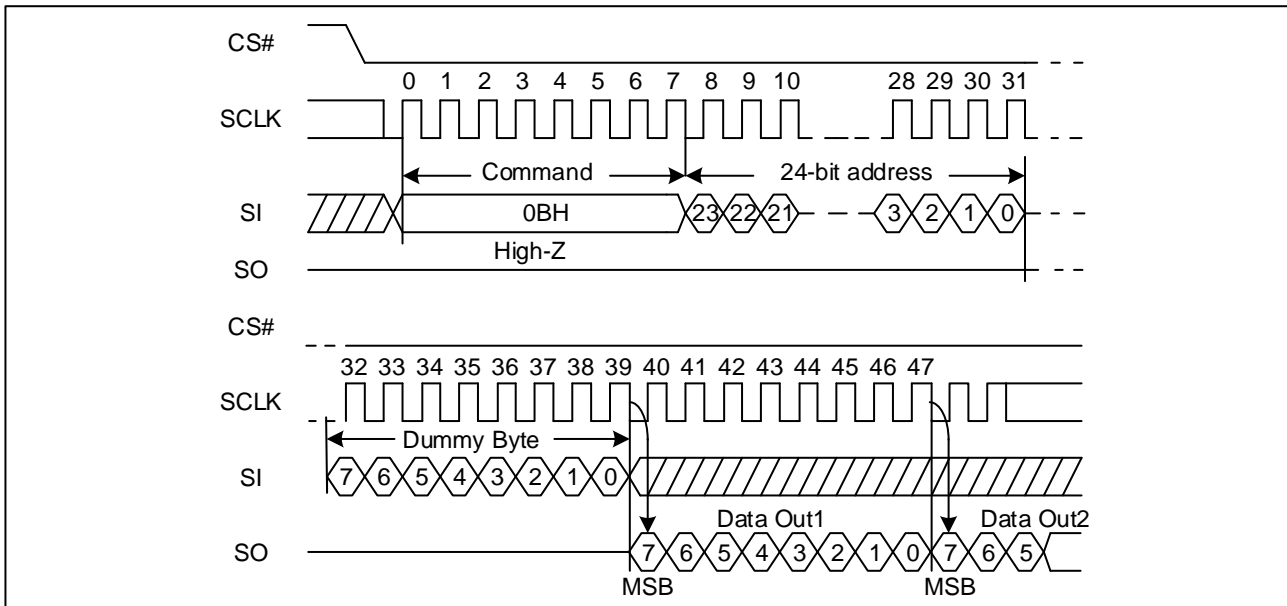 CS#
0 1 2 3 4 5 6 7 8 9 10 28 29 30 31
SCLK
Command 24-bit address
SI 0BH 23 22 21 3 2 1 0
High-Z
SO
CS#
32 33 34 35 36 37 38 39 40 41 42 43 44 45 46 47
SCLK
Dummy Byte
SI 7 6 5 4 3 2 1 0
Data Out1 Data Out2
SO 7 6 5 4 3 2 1 0 7 6 5
MSB MSB